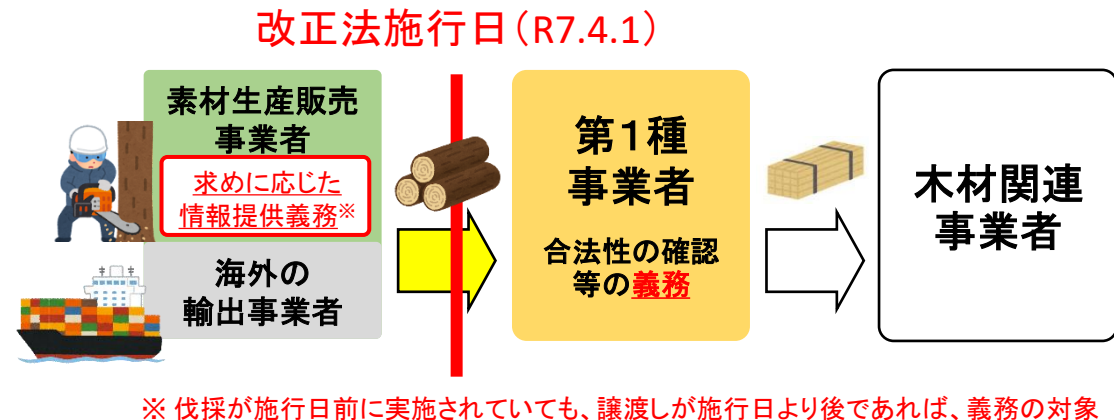 改正法施行日（R7.4.1）
素材生産販売
事業者
求めに応じた
情報提供義務※
海外の
輸出事業者
第１種
事業者
合法性の確認
等の義務
木材関連
事業者
※ 伐採が施行日前に実施されていても、譲渡しが施行日より後であれば、義務の対象